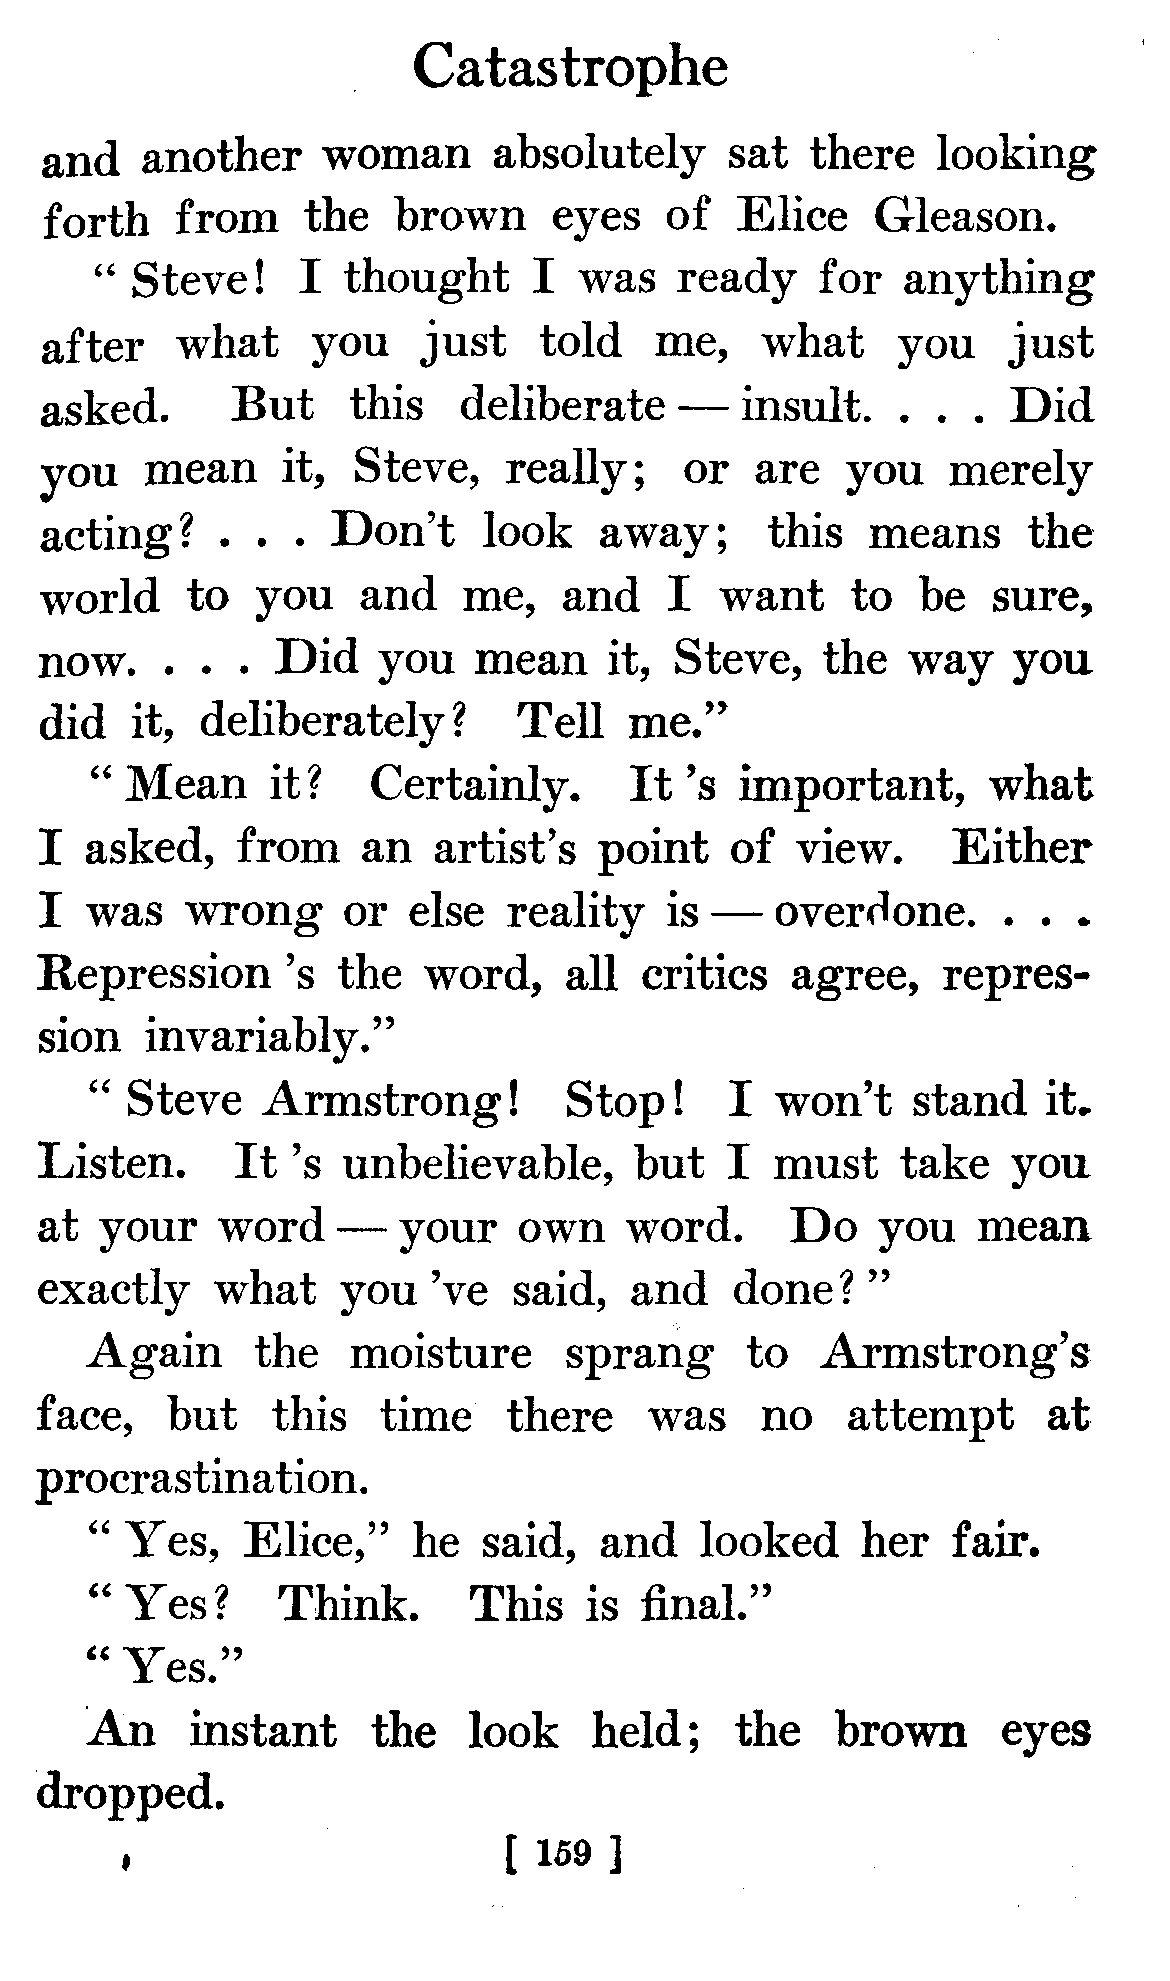 Catastrophe
and another woman absolutely sat there looking
forth from the brown eyes of Elice Gleason.
“ Steve! I thought I was ready for anything
after what you just told me, what you just
asked. But this deliberate — insult. . . . Did
you mean it, Steve, really; or are you merely
acting? . . . Don't look away; this means the
world to you and me, and I want to be sure,
now. . . . Did you mean it, Steve, the way you
did it, deliberately? Tell me.”
“ Mean it? Certainly. It 's important, what
I asked, from an artist's point of view. Either
I was wrong or else reality is — overdone. . . .
Repression 's the word, all critics agree, repres-
sion invariably.”
“ Steve Armstrong! Stop! I won't stand it.
Listen. It 's unbelievable, but I must take you
at your word — your own word. Do you mean
exactly what you 've said, and done? ”
Again the moisture sprang to Armstrong's
face, but this time there was no attempt at
procrastination.
“ Yes, Elice,” he said, and looked her fair.
“ Yes? Think. This is final.”
“ Yes.”
An instant the look held; the brown eyes
dropped.
[ 159 ]